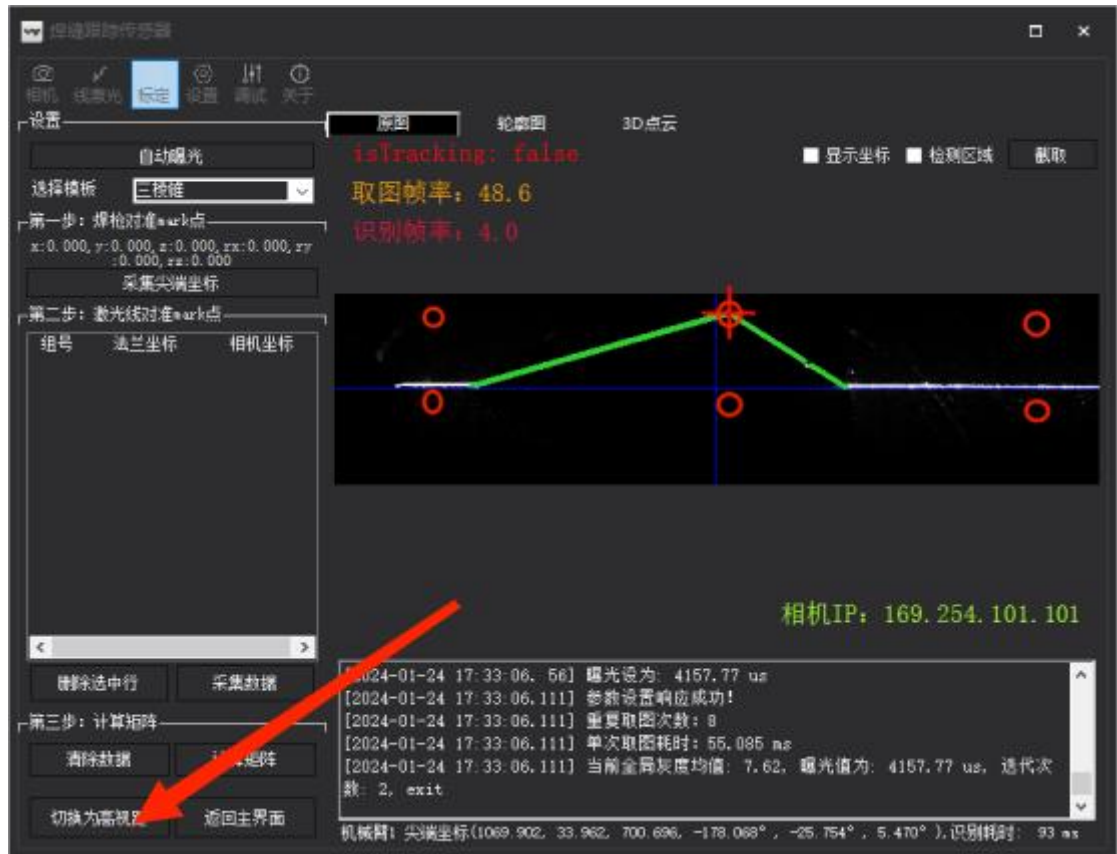 焊缝跟踪传感器
相机 线激光 标定 设置 调试 关于
设置
自动曝光
选择模板 三棱锥
第一步: 焊枪对准mark点
x:0.000, y:0.000, z:0.000, rx:0.000, ry
:0.000, rz:0.000
采集尖端坐标
第二步: 激光线对准mark点
组号 法兰坐标 相机坐标
删除选中行 采集数据
第三步: 计算矩阵
清除数据 计算矩阵
切换为高视距 返回主界面
原图 轮廓图 3D点云
isTracking: false
显示坐标 检测区域 截取
取图帧率: 48.6
识别帧率: 4.0
相机IP: 169.254.101.101
[2024-01-24 17:33:06. 56] 曝光设为: 4157.77 us
[2024-01-24 17:33:06.111] 参数设置响应成功!
[2024-01-24 17:33:06.111] 重复取图次数: 8
[2024-01-24 17:33:06.111] 单次取图耗时: 55.085 ms
[2024-01-24 17:33:06.111] 当前全局灰度均值: 7.62, 曝光值为: 4157.77 us, 迭代次
数: 2, exit
机械臂1 尖端坐标(1069.902, 33.962, 700.696, -178.068°, -25.754°, 5.470°),识别耗时: 93 ms